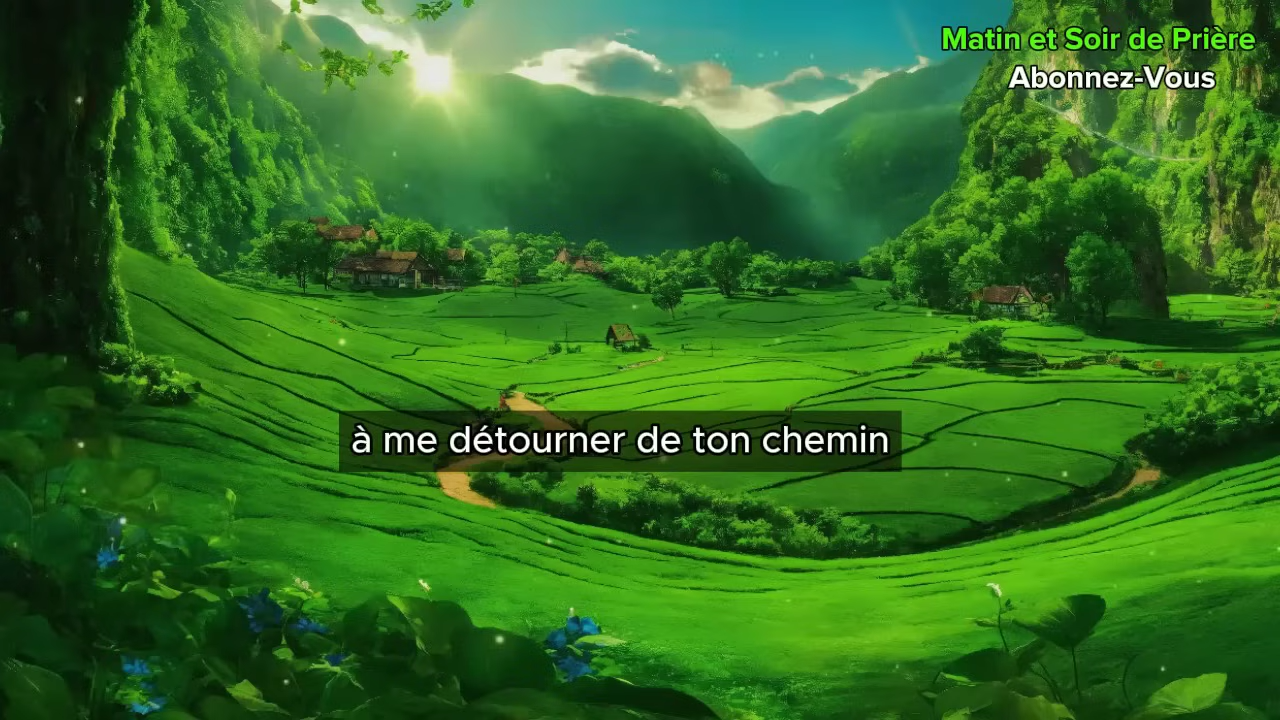 Matin et Soir de Prière
Abonnez-Vous
à me détourner de ton chemin